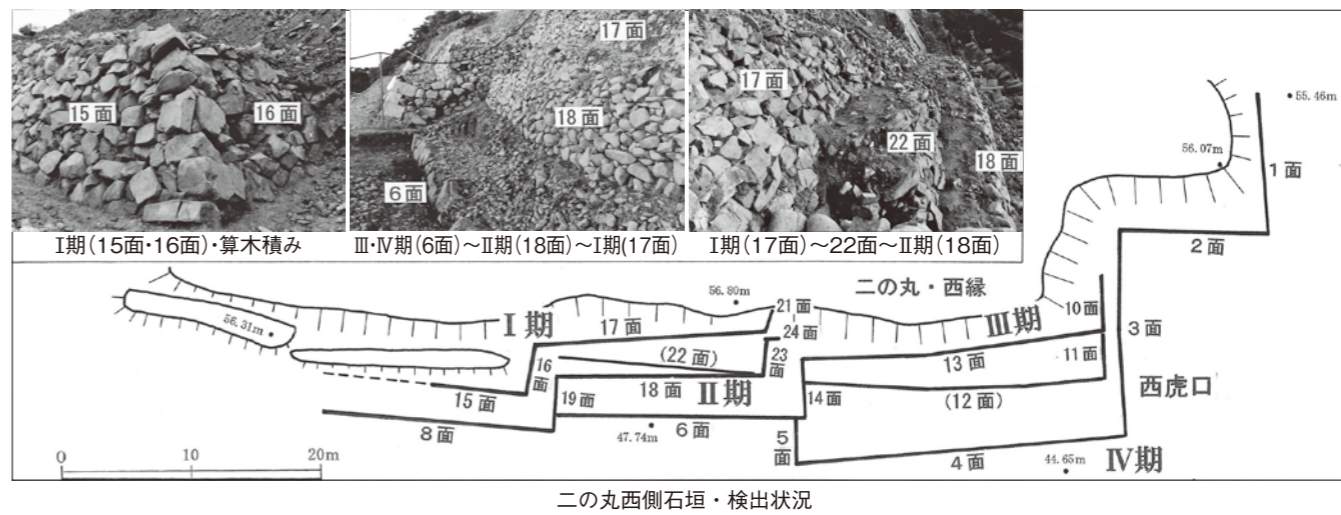 15面
16面
17面
18面
6面
17面
22面
18面
Ⅰ期(15面・16面)・算木積み
Ⅲ・Ⅳ期(6面)～Ⅱ期(18面)～Ⅰ期(17面)
Ⅰ期(17面)～22面～Ⅱ期(18面)
55.46m
56.07m
1面
2面
二の丸・西縁
56.80m
21面
56.31m
Ⅰ期
17面
24面
Ⅲ期
10面
3面
(22面)
23面
16面
13面
11面
西虎口
15面
19面
18面
Ⅱ期
14面
(12面)
8面
6面
47.74m
5面
4面
44.65m
Ⅳ期
0 10 20m
二の丸西側石垣・検出状況